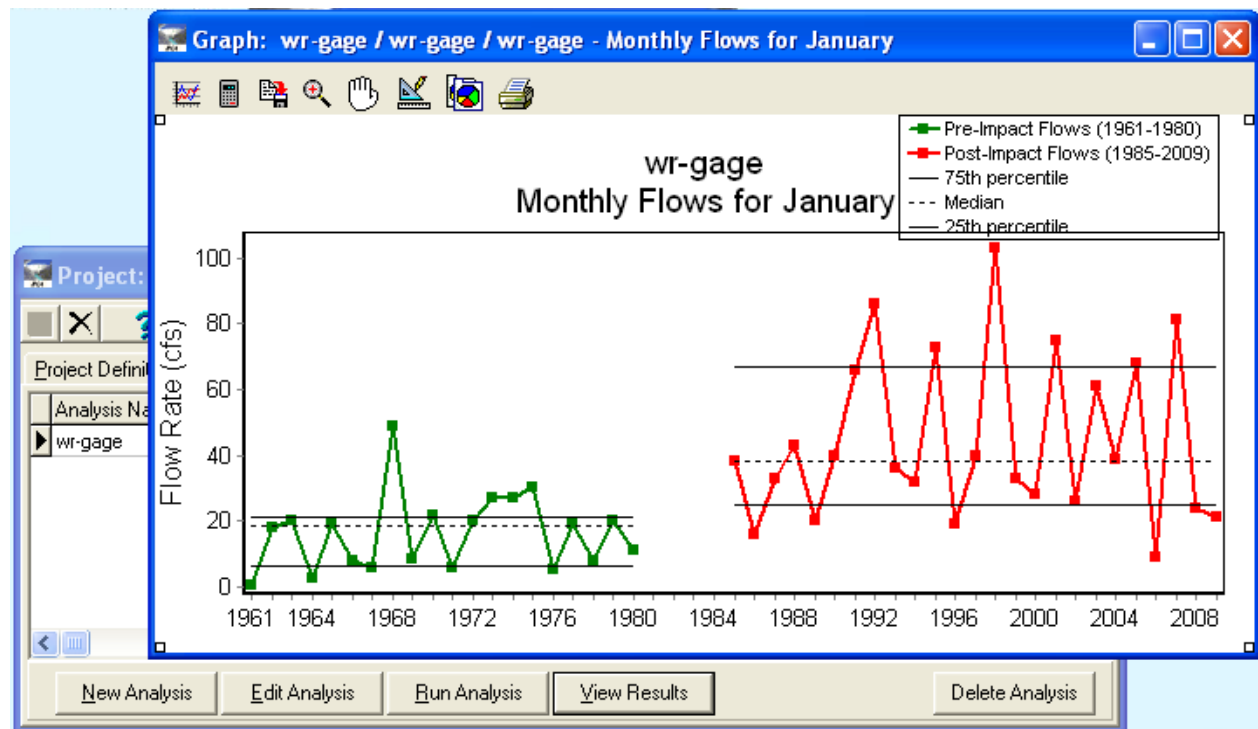 Graph: wr-gage / wr-gage / wr-gage - Monthly Flows for January
Pre-Impact Flows (1961-1980)
Post-Impact Flows (1985-2009)
75th percentile
Median
25th percentile
wr-gage
Monthly Flows for January
Flow Rate (cfs)
100
80
60
40
20
0
1961 1964 1968 1972 1976 1980 1984 1988 1992 1996 2000 2004 2008
Project:
Project Defini
Analysis Na
wr-gage
New Analysis
Edit Analysis
Run Analysis
View Results
Delete Analysis